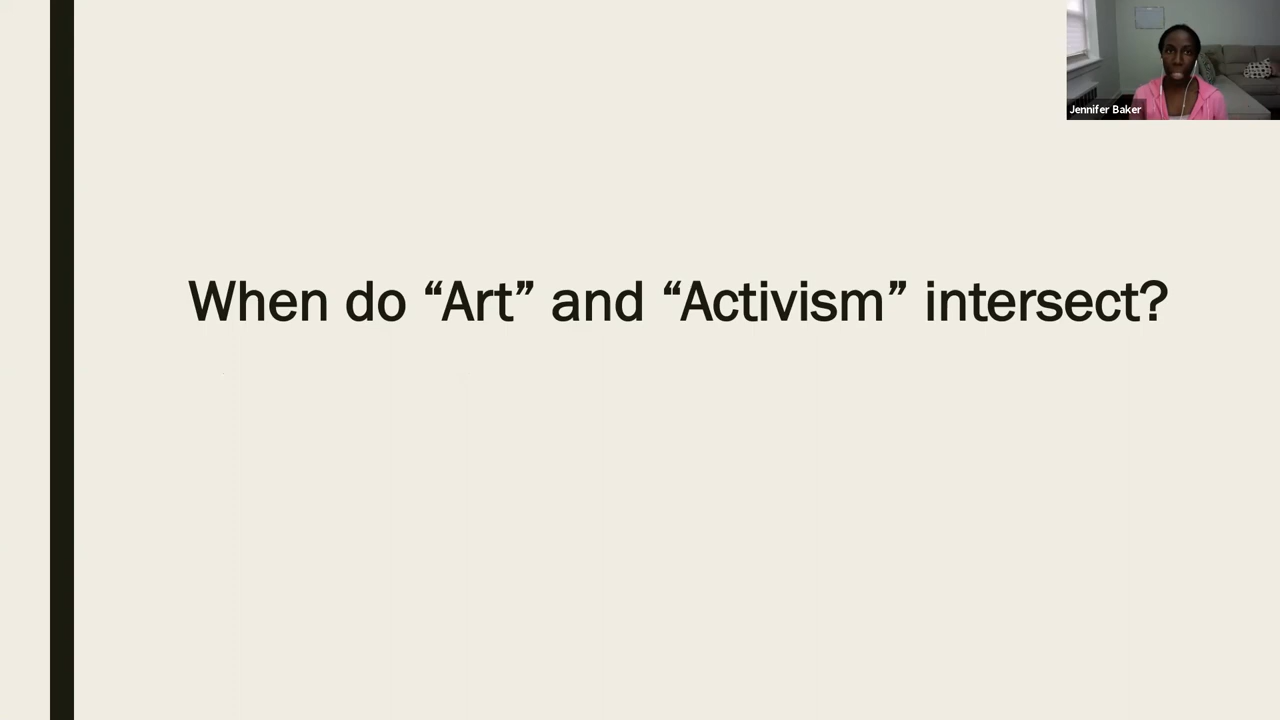 Jennifer Baker
When do “Art” and “Activism” intersect?